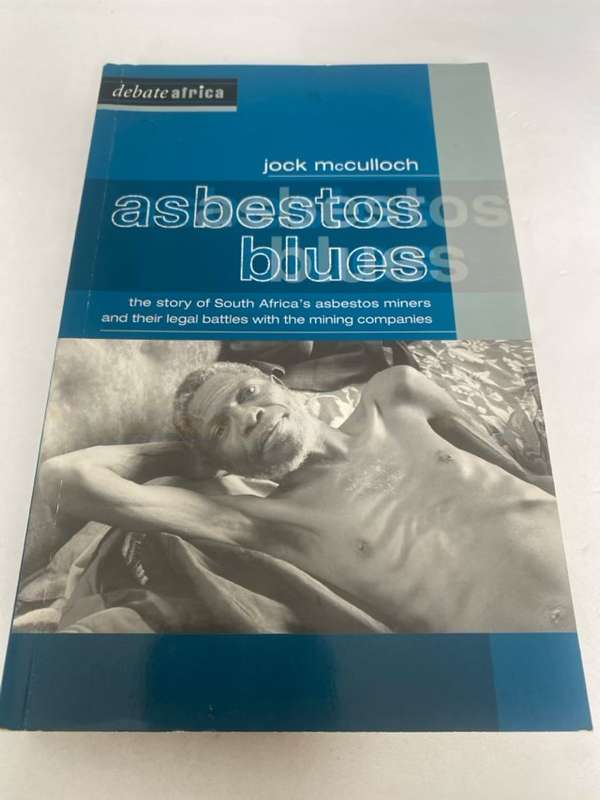 debate africa
jock mcculloch
asbestos
blues
the story of South Africa's asbestos miners
and their legal battles with the mining companies